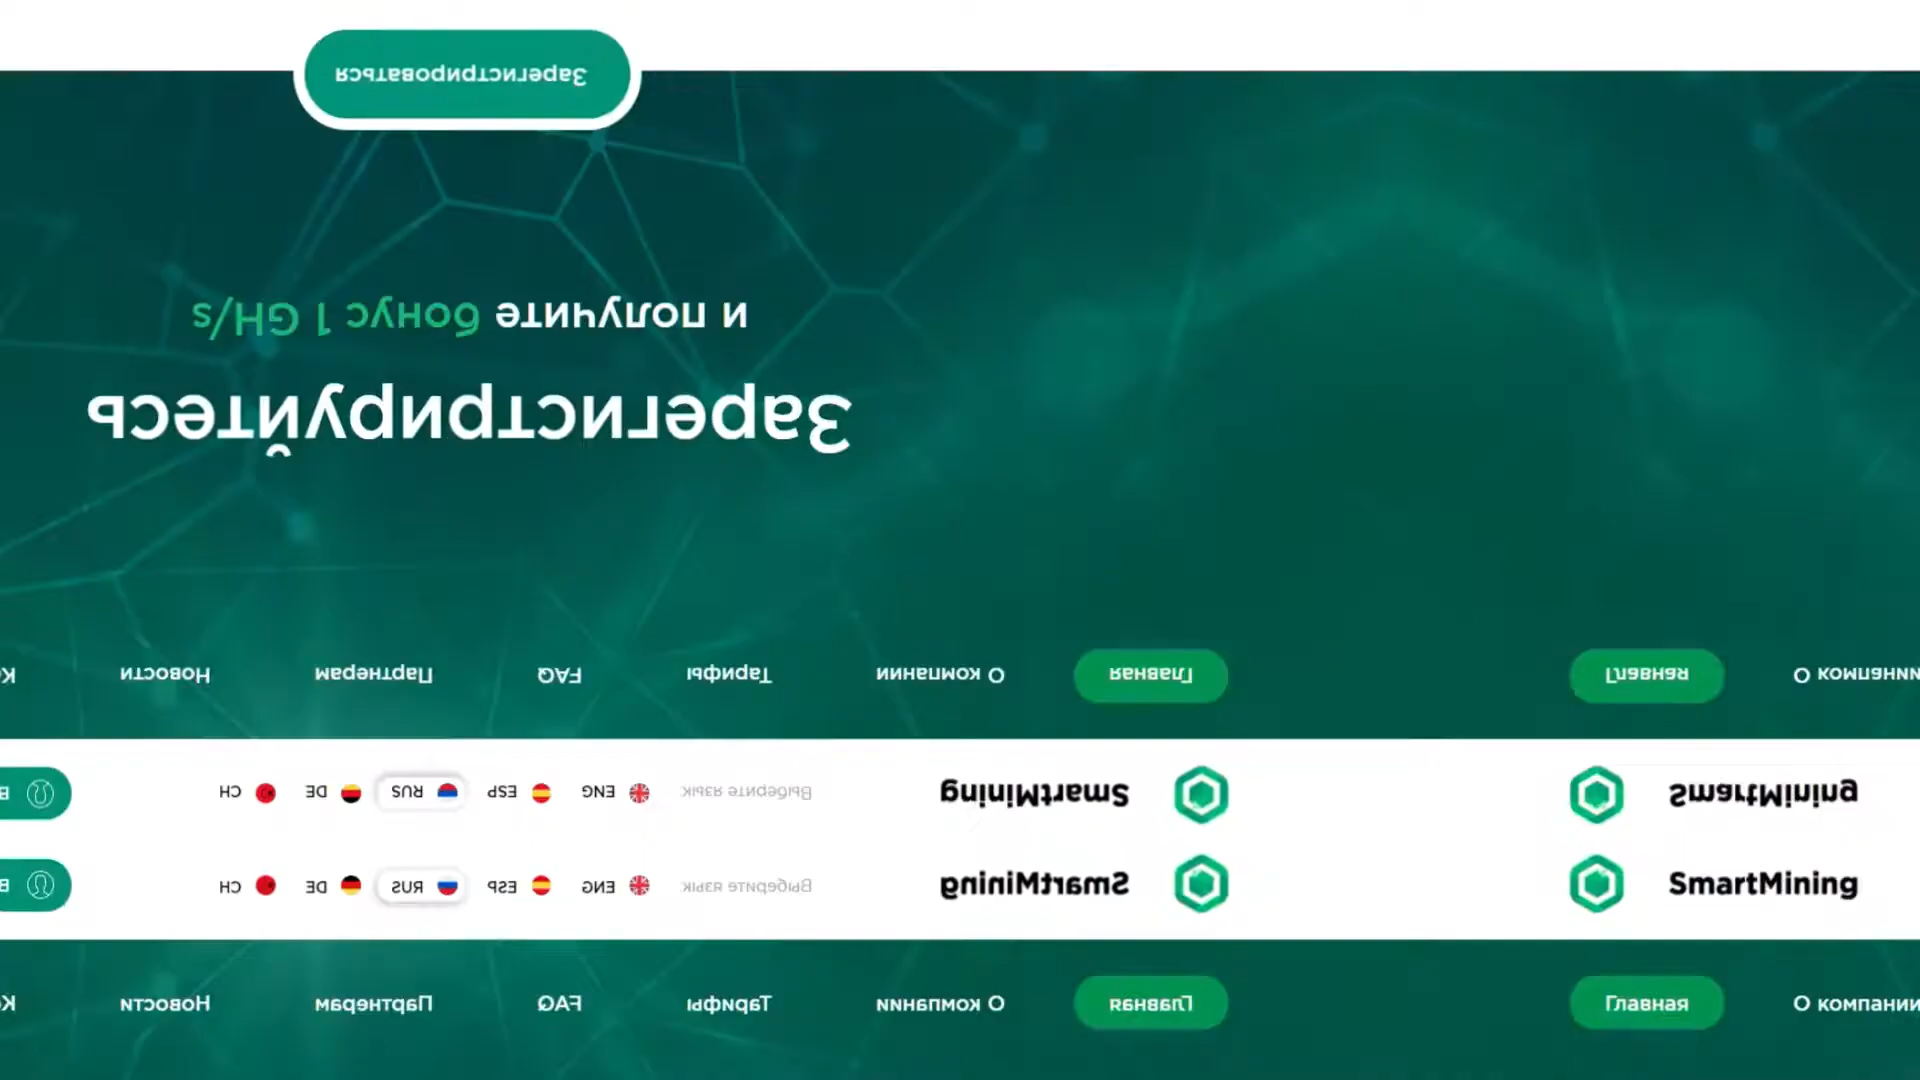 Зарегистрироваться
и получите бонус 1 GH/s
Зарегистрируйтесь
Главная О компании Тарифы FAQ Партнерам Новости
Главная О компании
SmartMining Выберите язык ENG ESP RUS DE CH
SmartMining
SmartMining Выберите язык ENG ESP RUS DE CH
SmartMining
Главная О компании Тарифы FAQ Партнерам Новости
Главная О компании